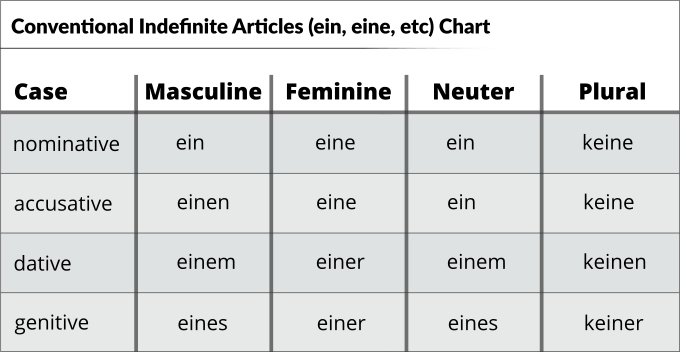 Conventional Indefinite Articles (ein, eine, etc) Chart
Case Masculine Feminine Neuter Plural
nominative ein eine ein keine
accusative einen eine ein keine
dative einem einer einem keinen
genitive eines einer eines keiner